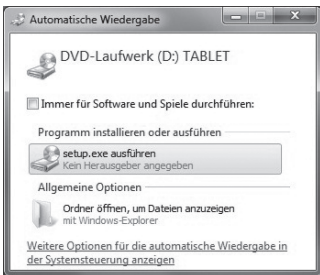 Automatische Wiedergabe
DVD-Laufwerk (D:) TABLET
Immer für Software und Spiele durchführen:
Programm installieren oder ausführen
setup.exe ausführen
Kein Herausgeber angegeben
Allgemeine Optionen
Ordner öffnen, um Dateien anzuzeigen
mit Windows-Explorer
Weitere Optionen für die automatische Wiedergabe in
der Systemsteuerung anzeigen